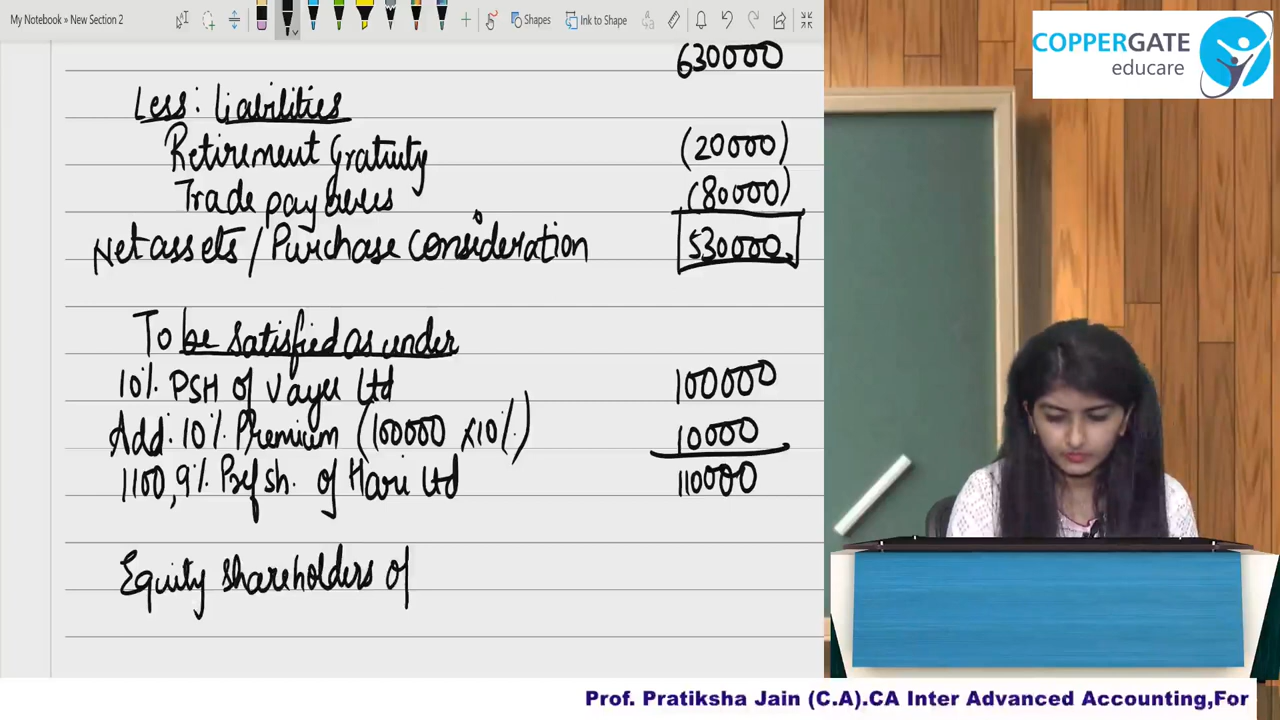 My Notebook » New Section 2
Shapes
Ink to Shape
COPPERGATE
educare
630000
Less: Liabilities
Retirement Gratuity (20000)
Trade payables (80000)
Net assets / Purchase Consideration 530000
To be satisfied as under
10% PSH of Vayu Ltd 100000
Add: 10% Premium (100000 x10%) 10000
1100, 9% Pref sh. of Hari Ltd 110000
Equity shareholders of
Prof. Pratiksha Jain (C.A).CA Inter Advanced Accounting,For